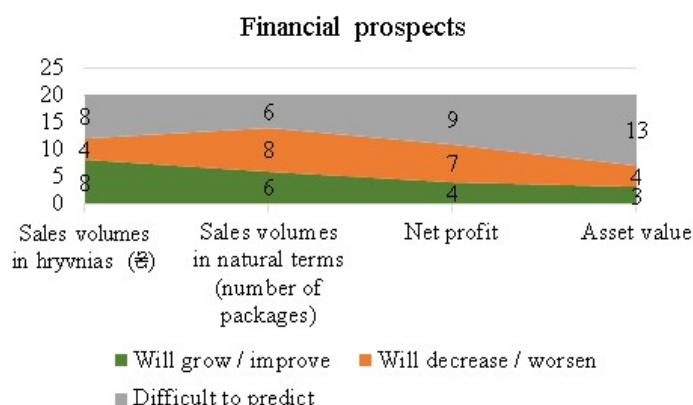 Financial prospects
25
20
15
10
5
0
8
6
9
13
4
8
7
4
8
6
4
3
Sales volumes
in hryvnias (₴)
Sales volumes
in natural terms
(number of
packages)
Net profit
Asset value
Will grow / improve
Will decrease / worsen
Difficult to predict